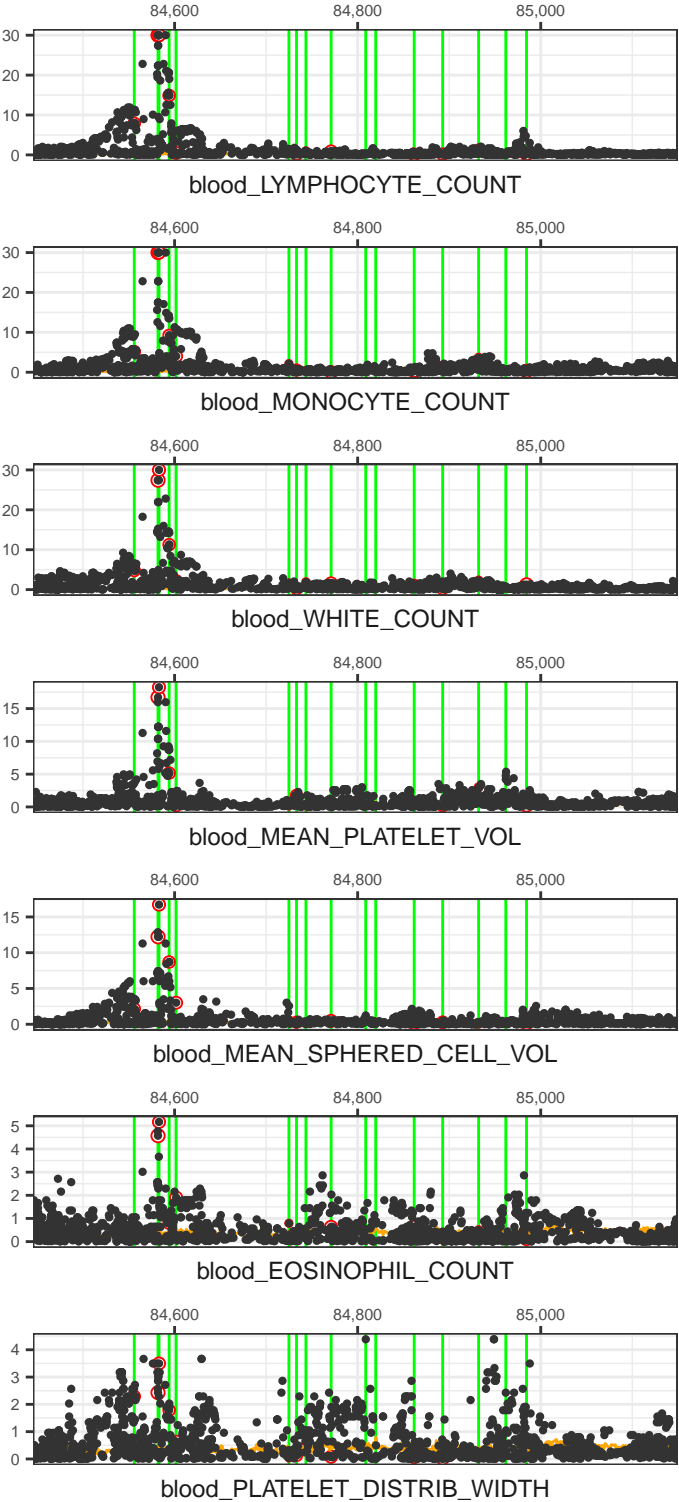 84,600 84,800 85,000
30
20
10
0
blood_LYMPHOCYTE_COUNT
84,600 84,800 85,000
30
20
10
0
blood_MONOCYTE_COUNT
84,600 84,800 85,000
30
20
10
0
blood_WHITE_COUNT
84,600 84,800 85,000
15
10
5
0
blood_MEAN_PLATELET_VOL
84,600 84,800 85,000
15
10
5
0
blood_MEAN_SPHERED_CELL_VOL
84,600 84,800 85,000
5
4
3
2
1
0
blood_EOSINOPHIL_COUNT
84,600 84,800 85,000
4
3
2
1
0
blood_PLATELET_DISTRIB_WIDTH